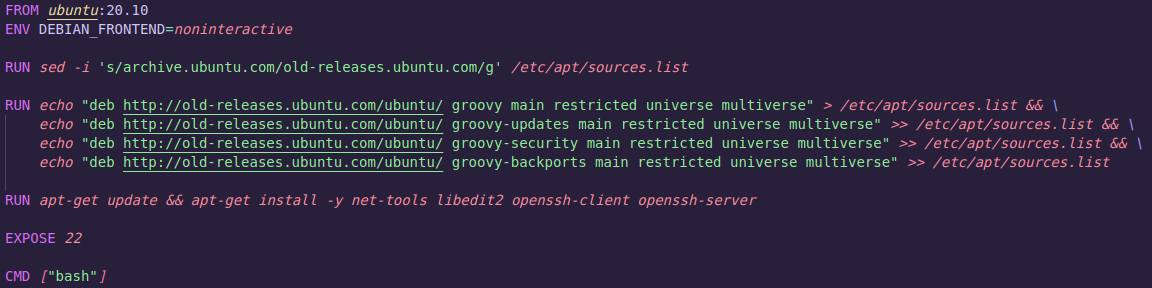 FROM ubuntu:20.10
ENV DEBIAN_FRONTEND=noninteractive
RUN sed -i 's/archive.ubuntu.com/old-releases.ubuntu.com/g' /etc/apt/sources.list
RUN echo "deb http://old-releases.ubuntu.com/ubuntu/ groovy main restricted universe multiverse" > /etc/apt/sources.list && \
echo "deb http://old-releases.ubuntu.com/ubuntu/ groovy-updates main restricted universe multiverse" >> /etc/apt/sources.list && \
echo "deb http://old-releases.ubuntu.com/ubuntu/ groovy-security main restricted universe multiverse" >> /etc/apt/sources.list && \
echo "deb http://old-releases.ubuntu.com/ubuntu/ groovy-backports main restricted universe multiverse" >> /etc/apt/sources.list
RUN apt-get update && apt-get install -y net-tools libedit2 openssh-client openssh-server
EXPOSE 22
CMD ["bash"]